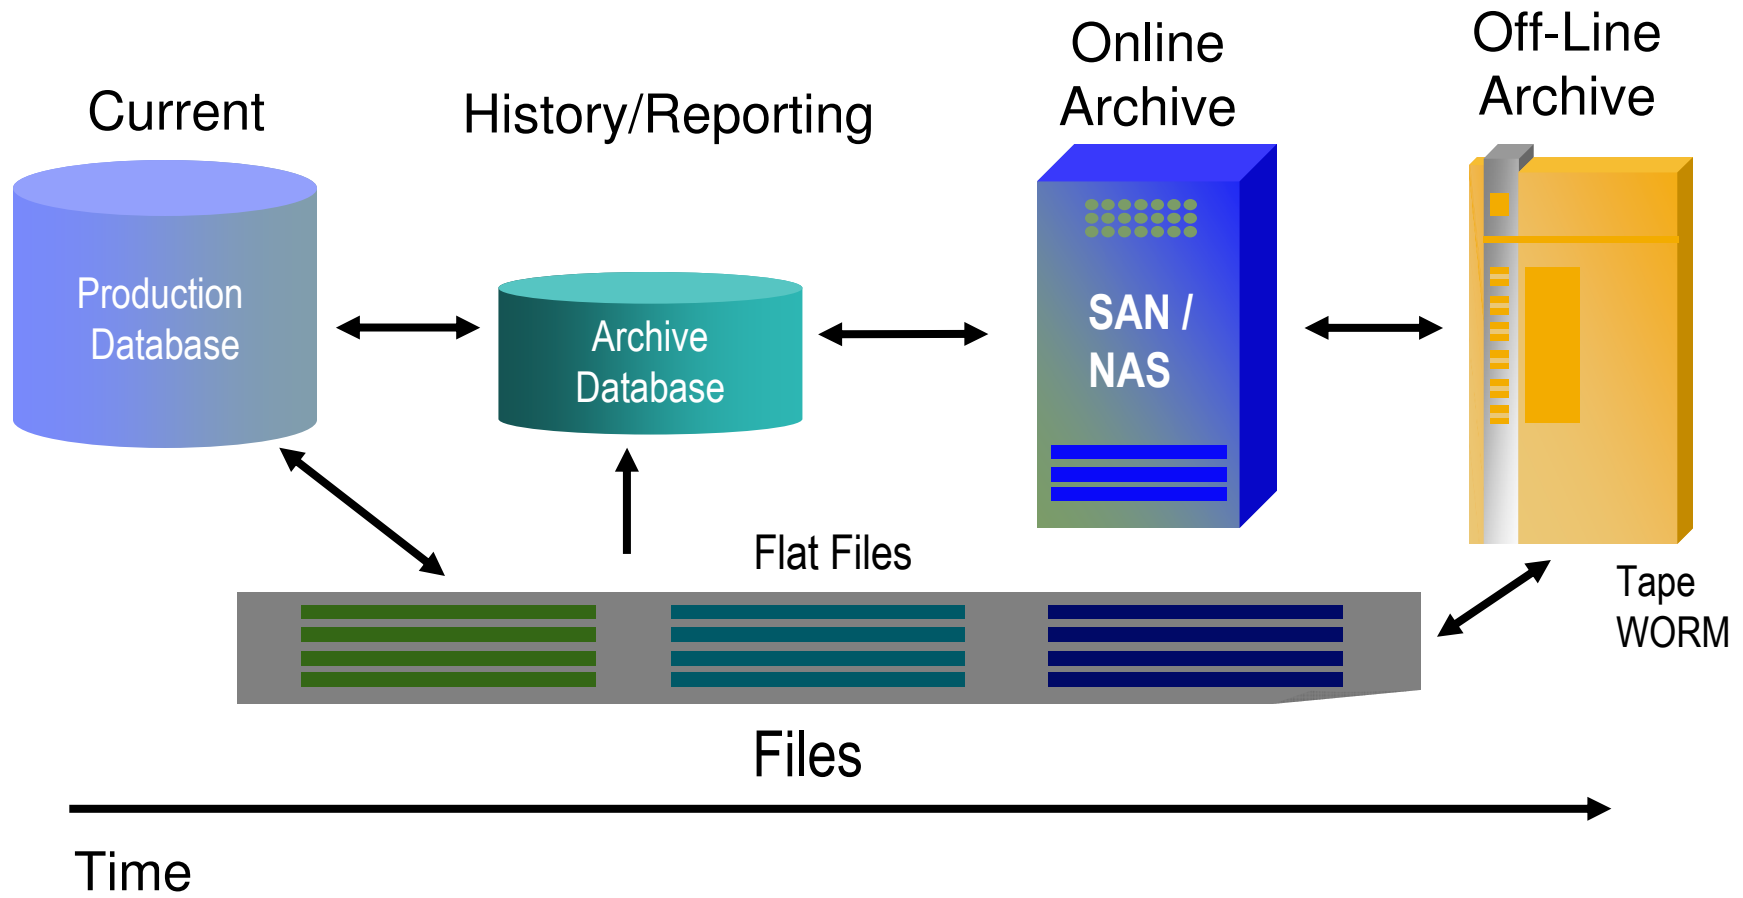 Current
History/Reporting
Online
Archive
Off-Line
Archive
Production
Database
Archive
Database
SAN /
NAS
Flat Files
Tape
WORM
Files
Time